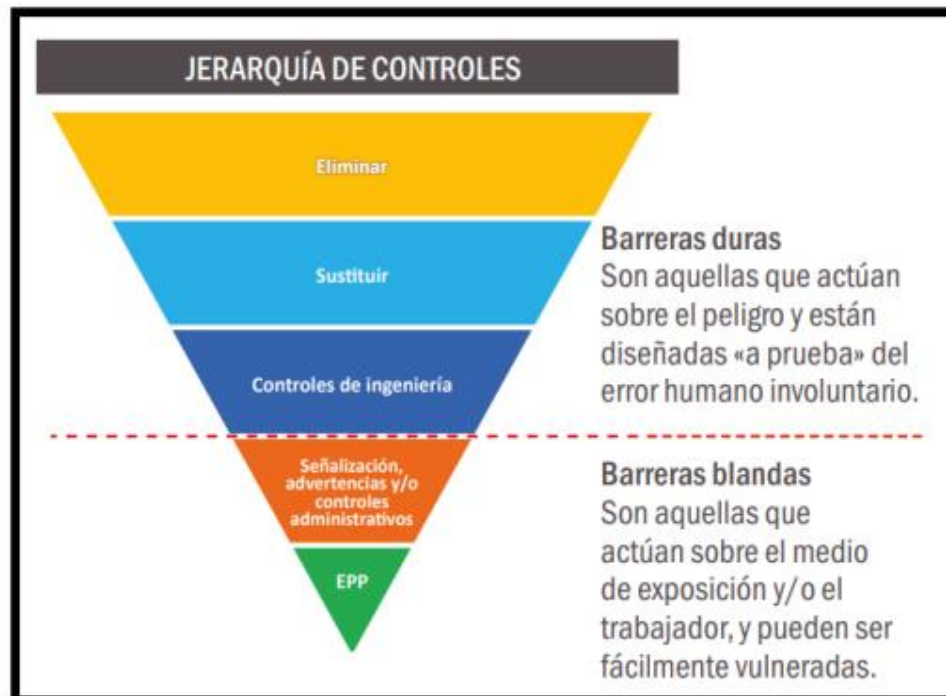 JERARQUÍA DE CONTROLES
Eliminar
Sustituir
Controles de ingeniería
Barreras duras
Son aquellas que actúan
sobre el peligro y están
diseñadas «a prueba» del
error humano involuntario.
Señalización,
advertencias y/o
controles
administrativos
EPP
Barreras blandas
Son aquellas que
actúan sobre el medio
de exposición y/o el
trabajador, y pueden ser
fácilmente vulneradas.